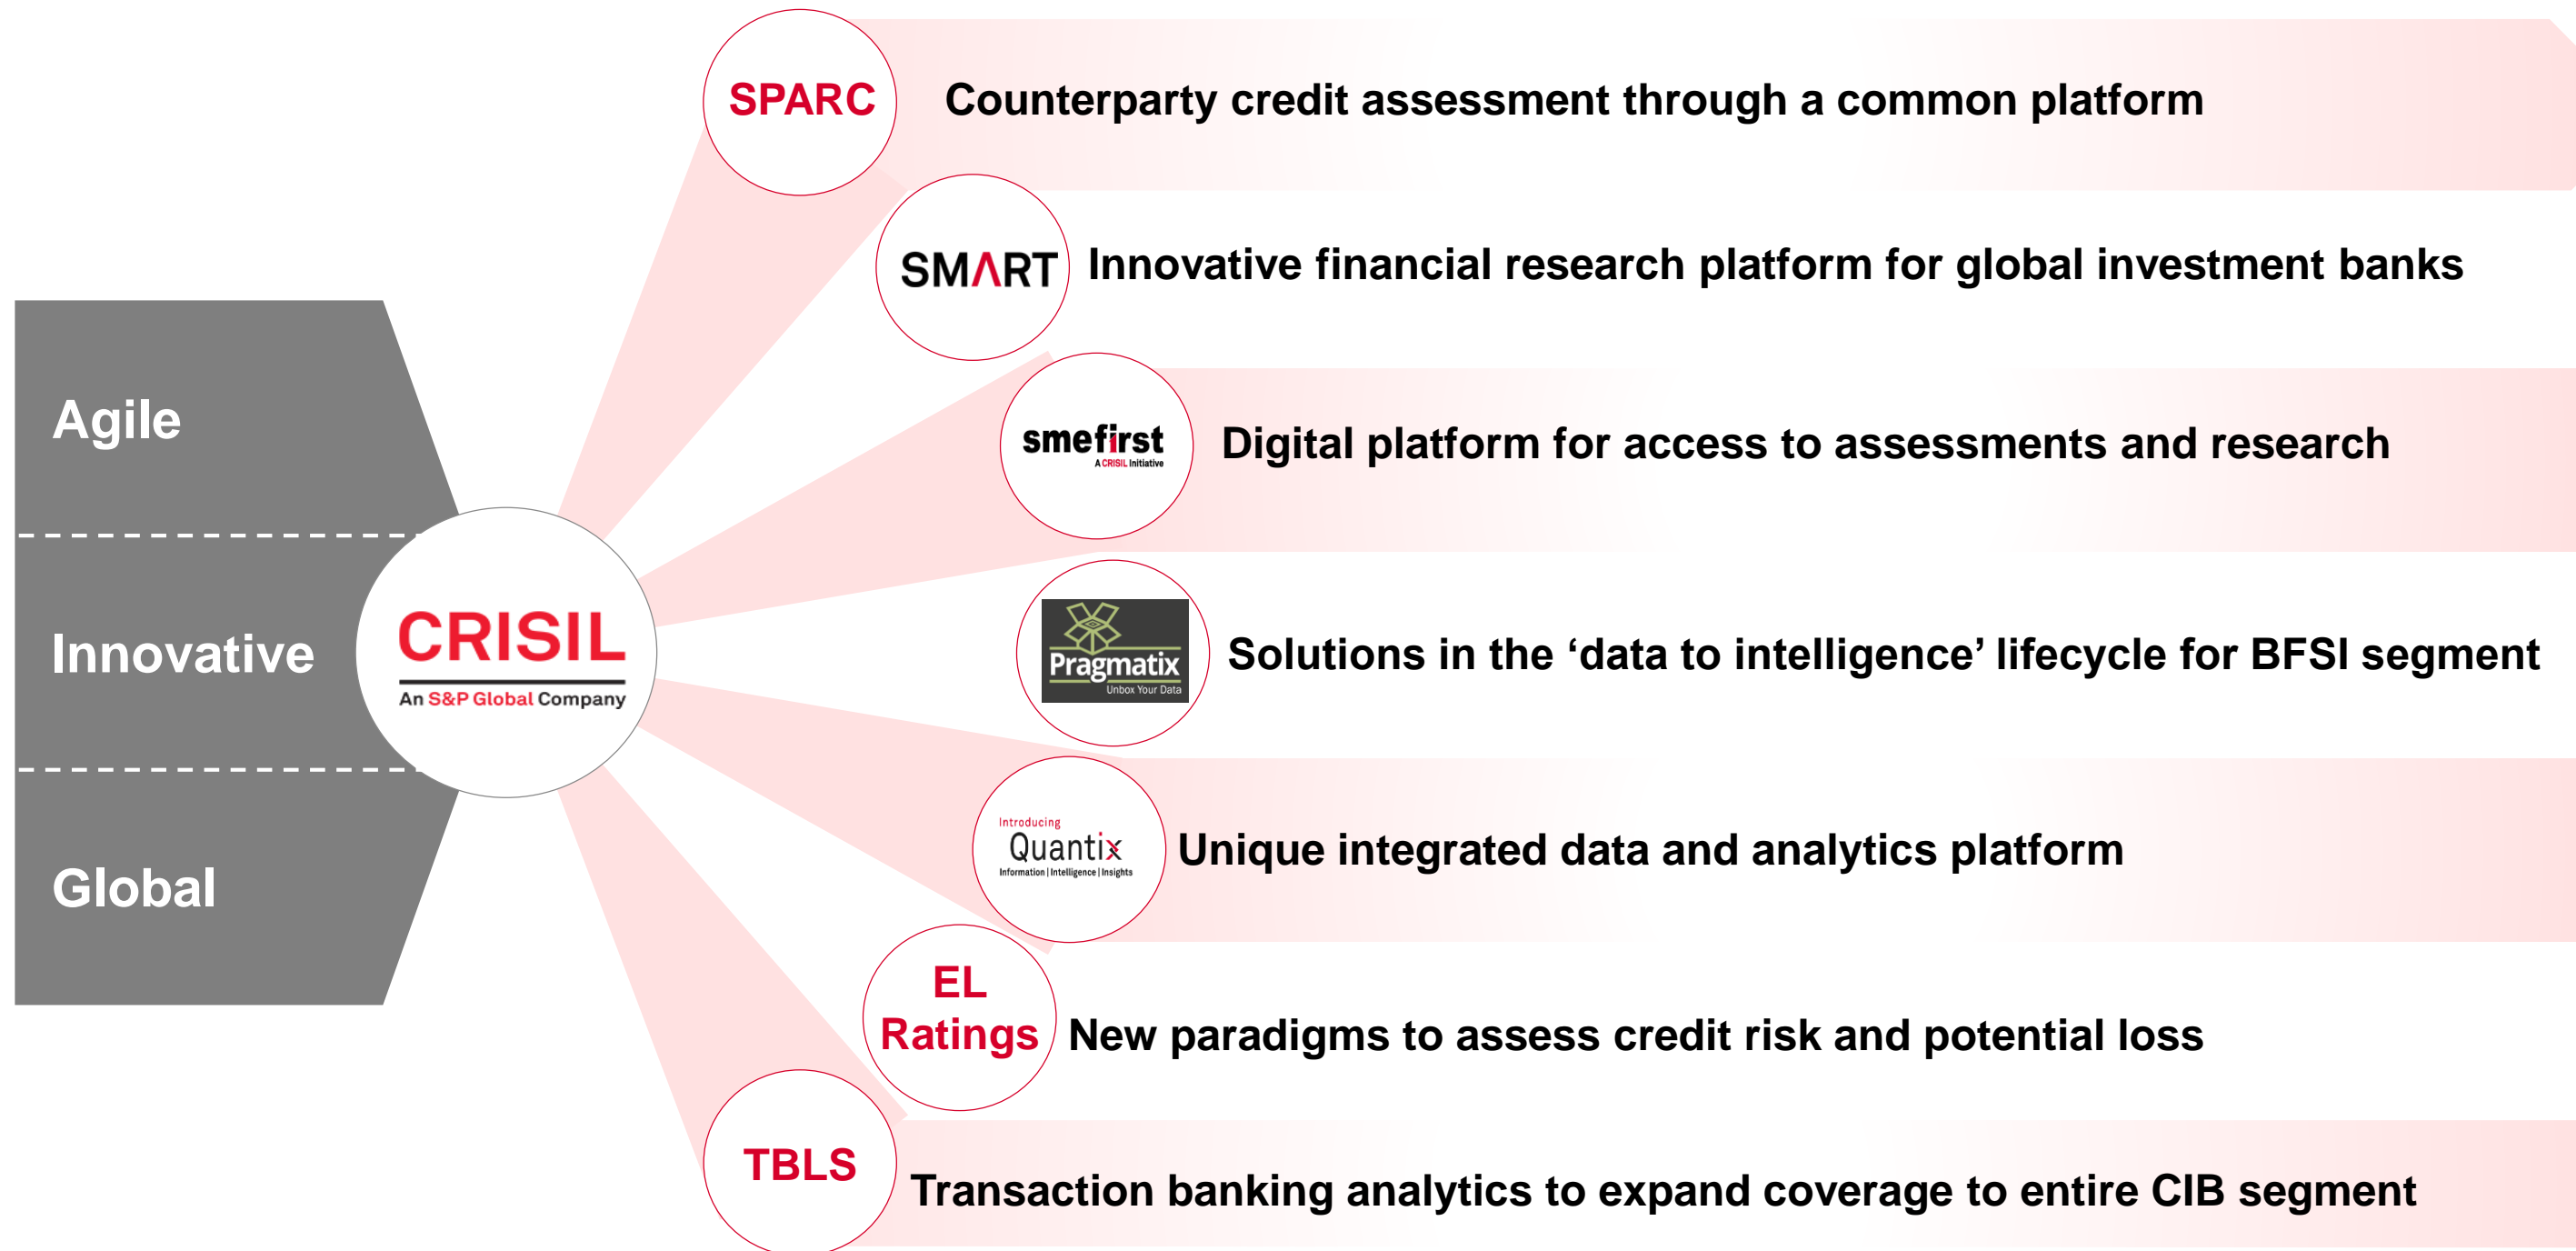 SPARC
Counterparty credit assessment through a common platform
SMART
Innovative financial research platform for global investment banks
smefirst
A CRISIL Initiative
Digital platform for access to assessments and research
Agile
Innovative
Global
CRISIL
An S&P Global Company
Pragmatix
Unbox Your Data
Solutions in the ‘data to intelligence’ lifecycle for BFSI segment
Introducing
Quantix
Information | Intelligence | Insights
Unique integrated data and analytics platform
EL
Ratings
New paradigms to assess credit risk and potential loss
TBLS
Transaction banking analytics to expand coverage to entire CIB segment